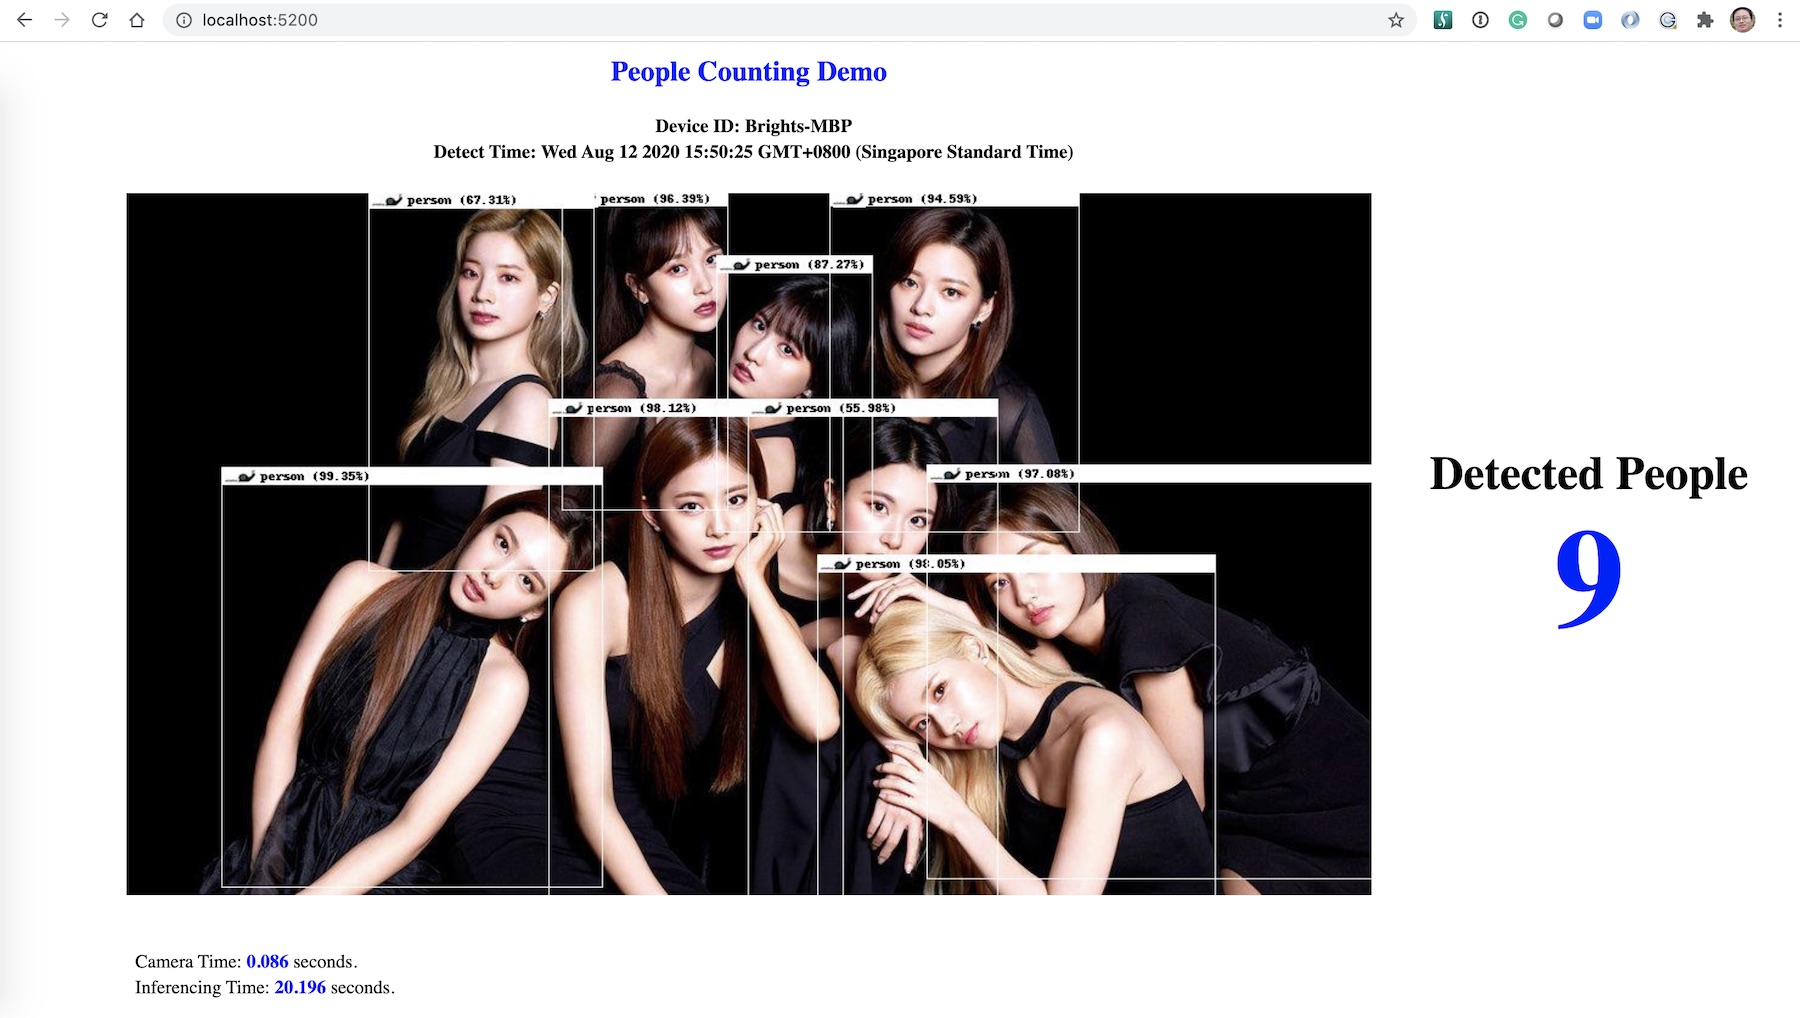 localhost:5200
People Counting Demo
Device ID: Brights-MBP
Detect Time: Wed Aug 12 2020 15:50:25 GMT+0800 (Singapore Standard Time)
person (67.31%)
person (96.39%)
person (94.59%)
person (87.27%)
person (98.12%)
person (55.98%)
person (99.35%)
person (97.08%)
person (98.05%)
Detected People
9
Camera Time: 0.086 seconds.
Inferencing Time: 20.196 seconds.